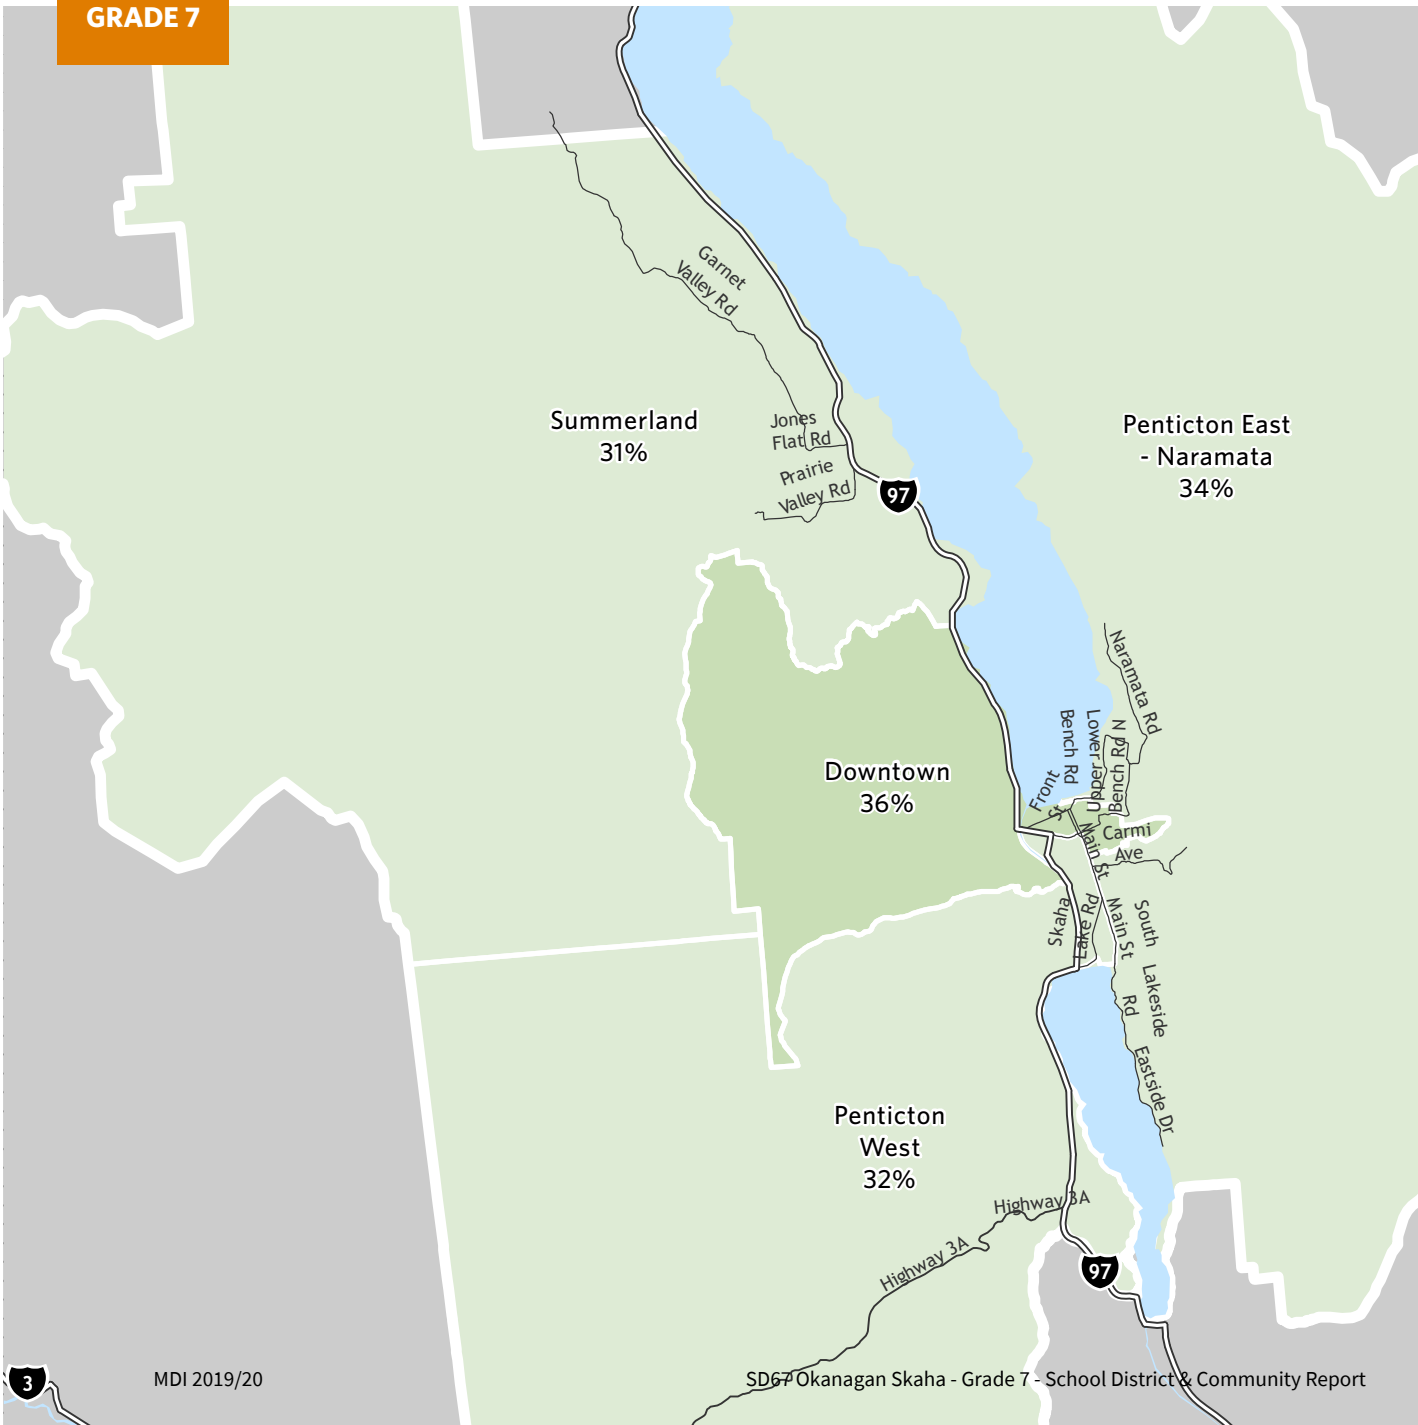 GRADE 7
Garnet
Valley Rd
Summerland
31%
Jones
Flat Rd
Prairie
Valley Rd
97
Penticton East
- Naramata
34%
Naramata Rd
Lower
Bench Rd
Upper
Bench Rd N
Front
St
Downtown
36%
Main St
Carmi
Ave
Skaha
Lake Rd
South
Main St
Lakeside
Rd
Eastside Dr
Penticton
West
32%
Highway 3A
Highway 3A
97
3
MDI 2019/20
SD67 Okanagan Skaha - Grade 7 - School District & Community Report